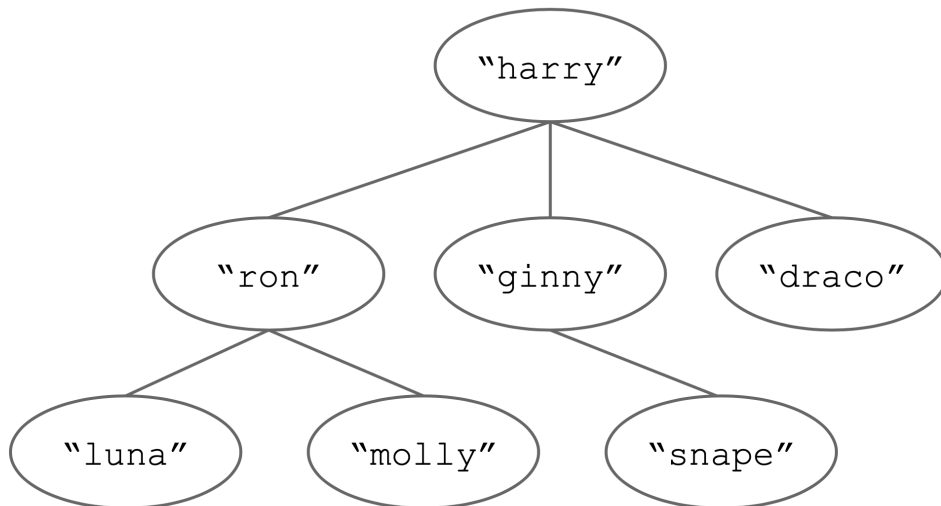 “harry”
“ron” “ginny” “draco”
“luna” “molly” “snape”